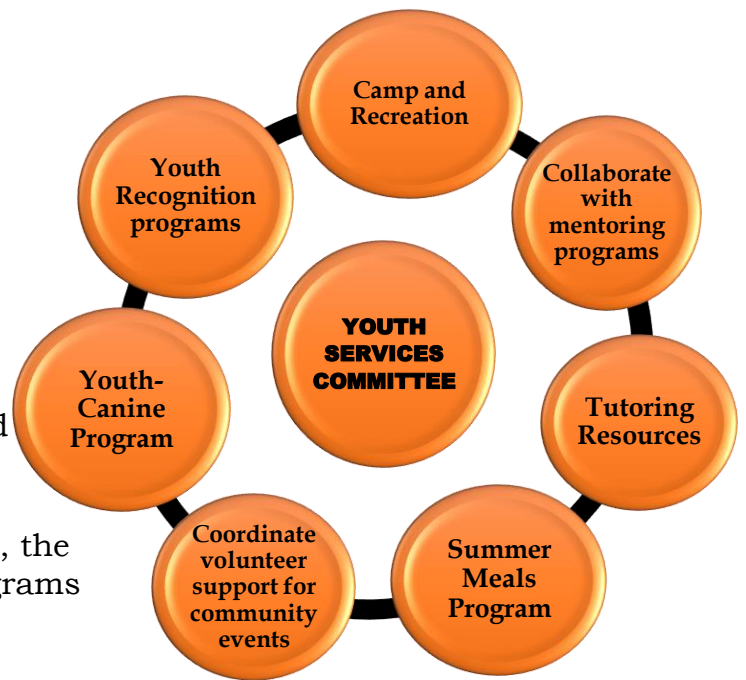 Camp and
Recreation
Collaborate
with
mentoring
programs
Tutoring
Resources
Summer
Meals
Program
Coordinate
volunteer
support for
community
events
Youth-
Canine
Program
Youth
Recognition
programs
YOUTH
SERVICES
COMMITTEE
, the